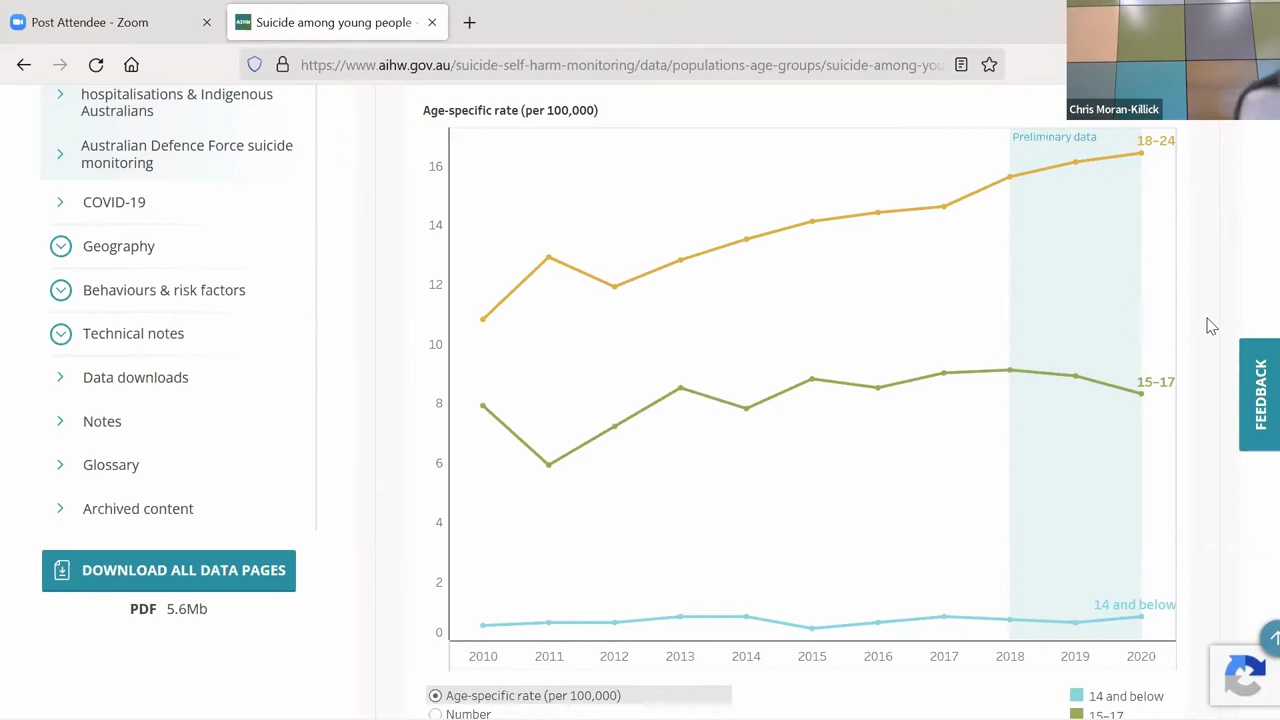 Post Attendee - Zoom
AIHW
Suicide among young people -
https://www.aihw.gov.au/suicide-self-harm-monitoring/data/populations-age-groups/suicide-among-you
Chris Moran-Killick
hospitalisations & Indigenous
Australians
Australian Defence Force suicide
monitoring
COVID-19
Geography
Behaviours & risk factors
Technical notes
Data downloads
Notes
Glossary
Archived content
DOWNLOAD ALL DATA PAGES
PDF 5.6Mb
Age-specific rate (per 100,000)
Preliminary data
18–24
16
14
12
10
15–17
8
6
4
2
14 and below
0
2010 2011 2012 2013 2014 2015 2016 2017 2018 2019 2020
Age-specific rate (per 100,000)
Number
14 and below
15–17
FEEDBACK